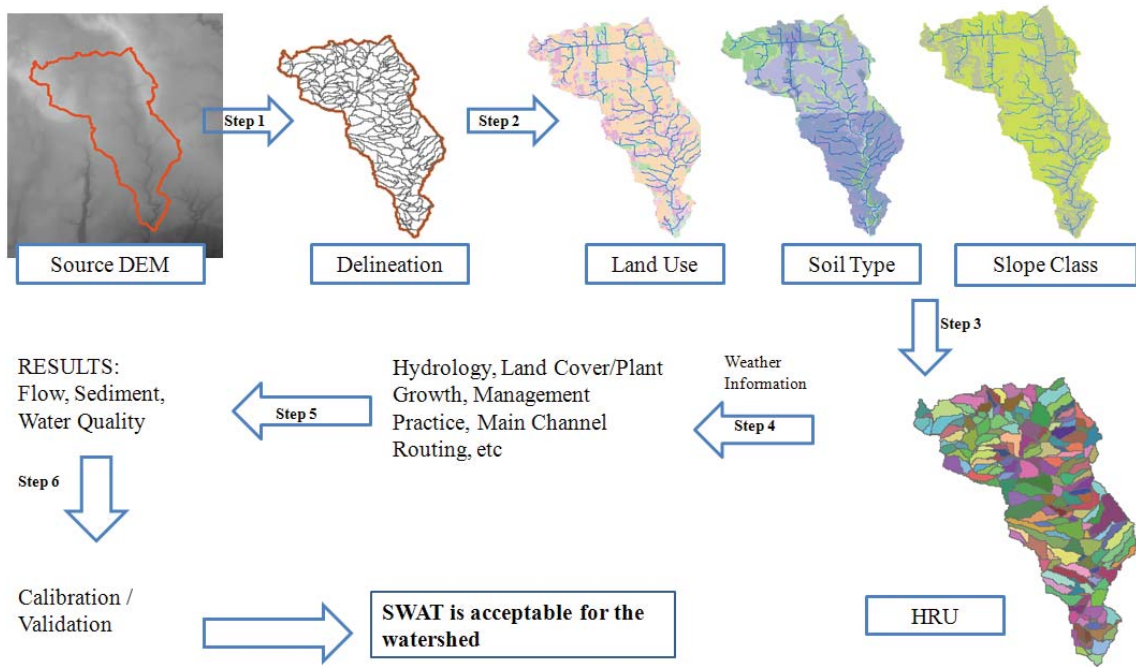 Step 1
Step 2
Source DEM
Delineation
Land Use
Soil Type
Slope Class
Step 3
RESULTS:
Flow, Sediment,
Water Quality
Step 5
Hydrology, Land Cover/Plant
Growth, Management
Practice, Main Channel
Routing, etc
Weather
Information
Step 4
Step 6
HRU
Calibration /
Validation
SWAT is acceptable for the
watershed